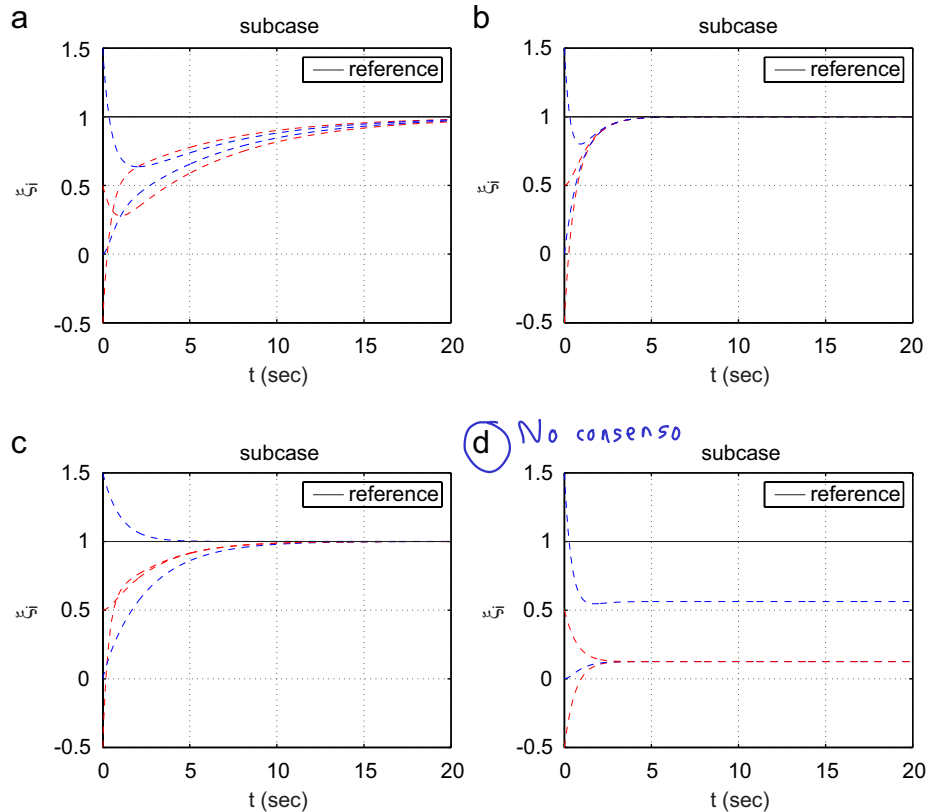 a
subcase
reference
1.5
1
0.5
0
-0.5
ξi
0 5 10 15 20
t (sec)
b
subcase
reference
1.5
1
0.5
0
-0.5
ξi
0 5 10 15 20
t (sec)
c
subcase
reference
1.5
1
0.5
0
-0.5
ξi
0 5 10 15 20
t (sec)
d No consenso
subcase
reference
1.5
1
0.5
0
-0.5
ξi
0 5 10 15 20
t (sec)